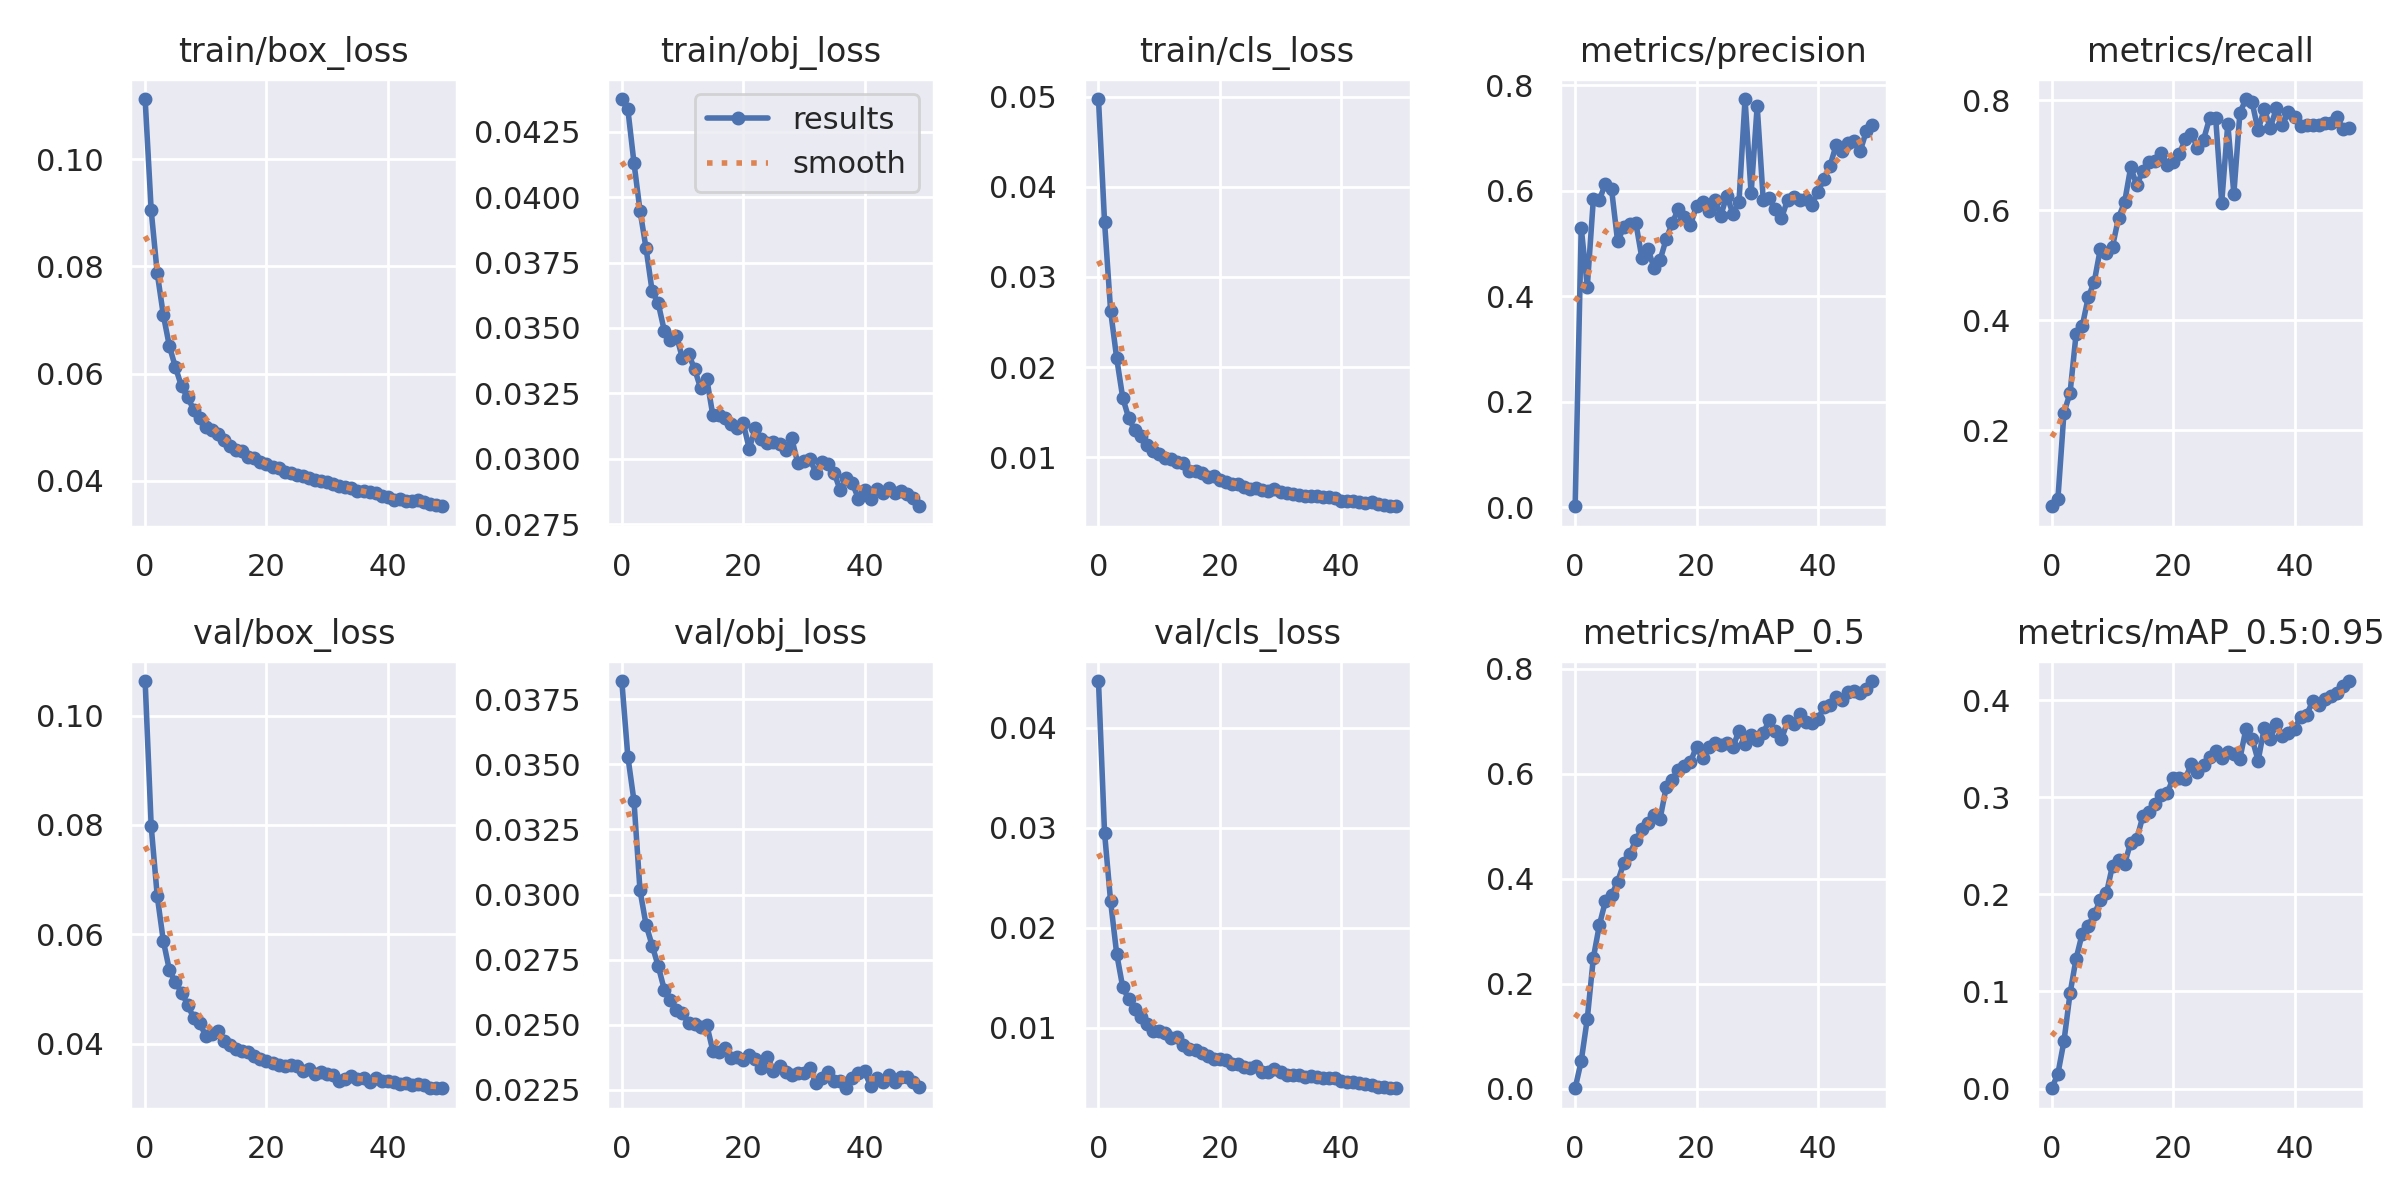 train/box_loss
0.10
0.08
0.06
0.04
0 20 40
train/obj_loss
results
smooth
0.0425
0.0400
0.0375
0.0350
0.0325
0.0300
0.0275
0 20 40
train/cls_loss
0.05
0.04
0.03
0.02
0.01
0 20 40
metrics/precision
0.8
0.6
0.4
0.2
0.0
0 20 40
metrics/recall
0.8
0.6
0.4
0.2
0 20 40
val/box_loss
0.10
0.08
0.06
0.04
0 20 40
val/obj_loss
0.0375
0.0350
0.0325
0.0300
0.0275
0.0250
0.0225
0 20 40
val/cls_loss
0.04
0.03
0.02
0.01
0 20 40
metrics/mAP_0.5
0.8
0.6
0.4
0.2
0.0
0 20 40
metrics/mAP_0.5:0.95
0.4
0.3
0.2
0.1
0.0
0 20 40